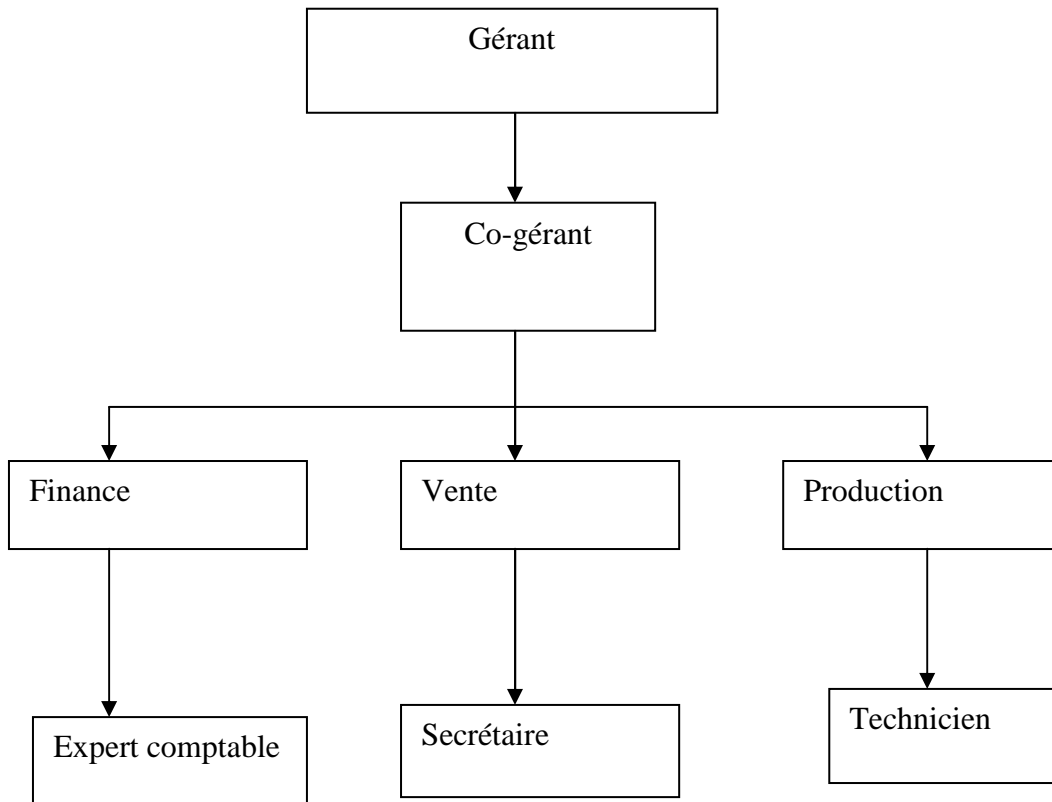 Gérant
Co-gérant
Finance
Vente
Production
Expert comptable
Secrétaire
Technicien